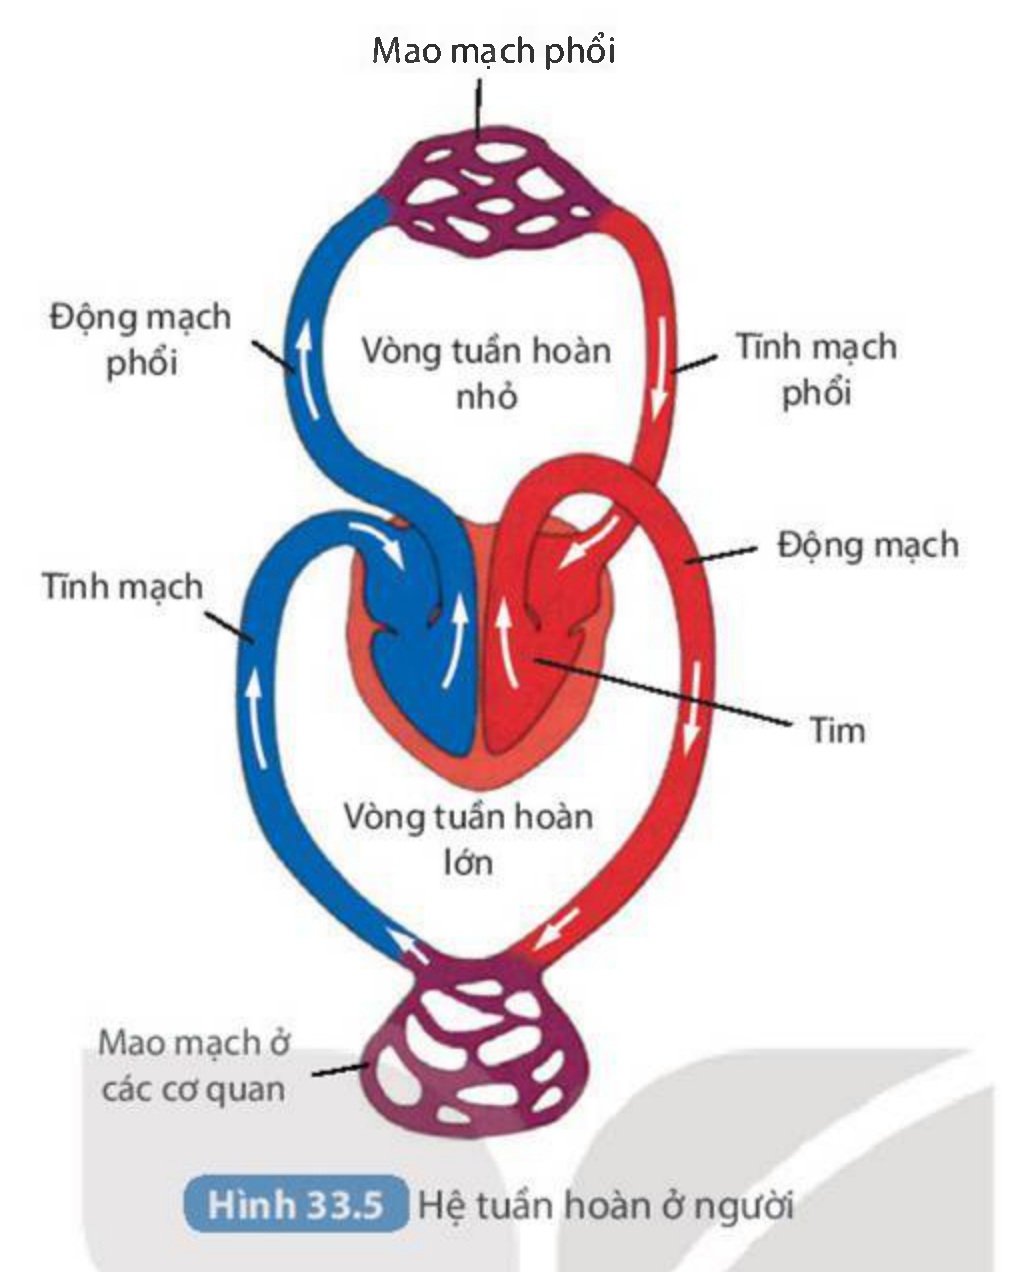 Mao mạch phổi
Động mạch
phổi
Vòng tuần hoàn
nhỏ
Tĩnh mạch
phổi
Động mạch
Tĩnh mạch
Tim
Vòng tuần hoàn
lớn
Mao mạch ở
các cơ quan
Hình 33.5 Hệ tuần hoàn ở người